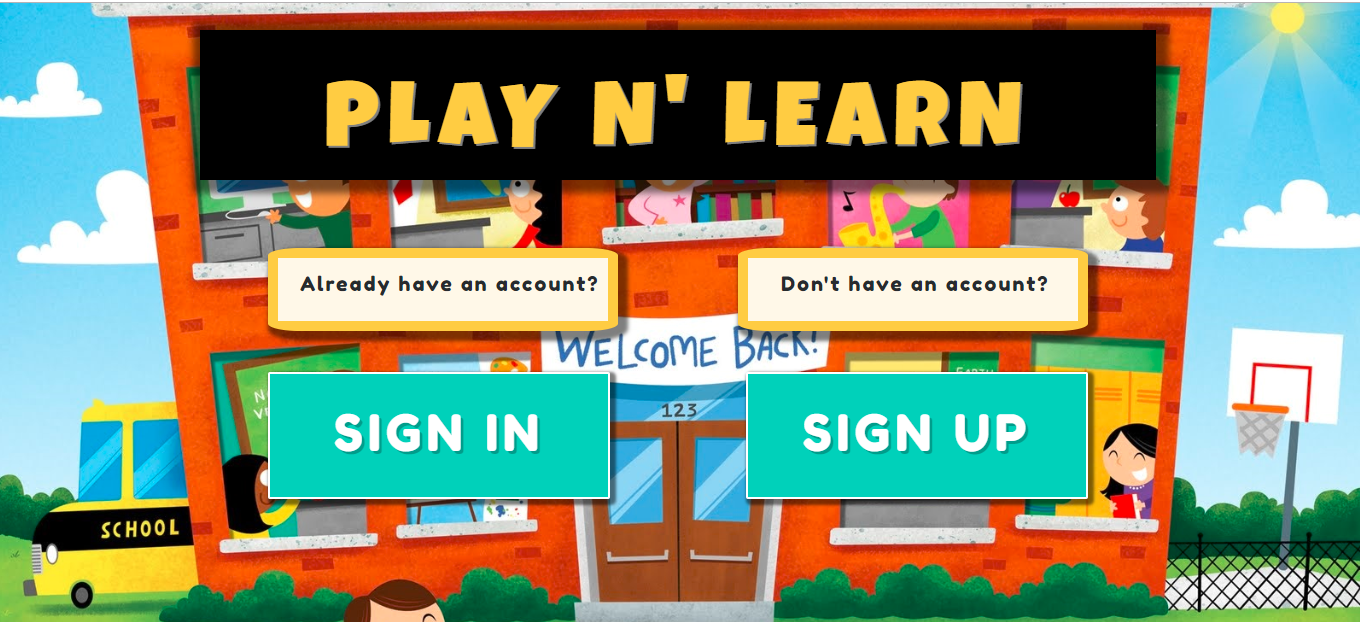 PLAY N' LEARN
Already have an account?
Don't have an account?
WELCOME BACK!
SIGN IN
SIGN UP
123
SCHOOL